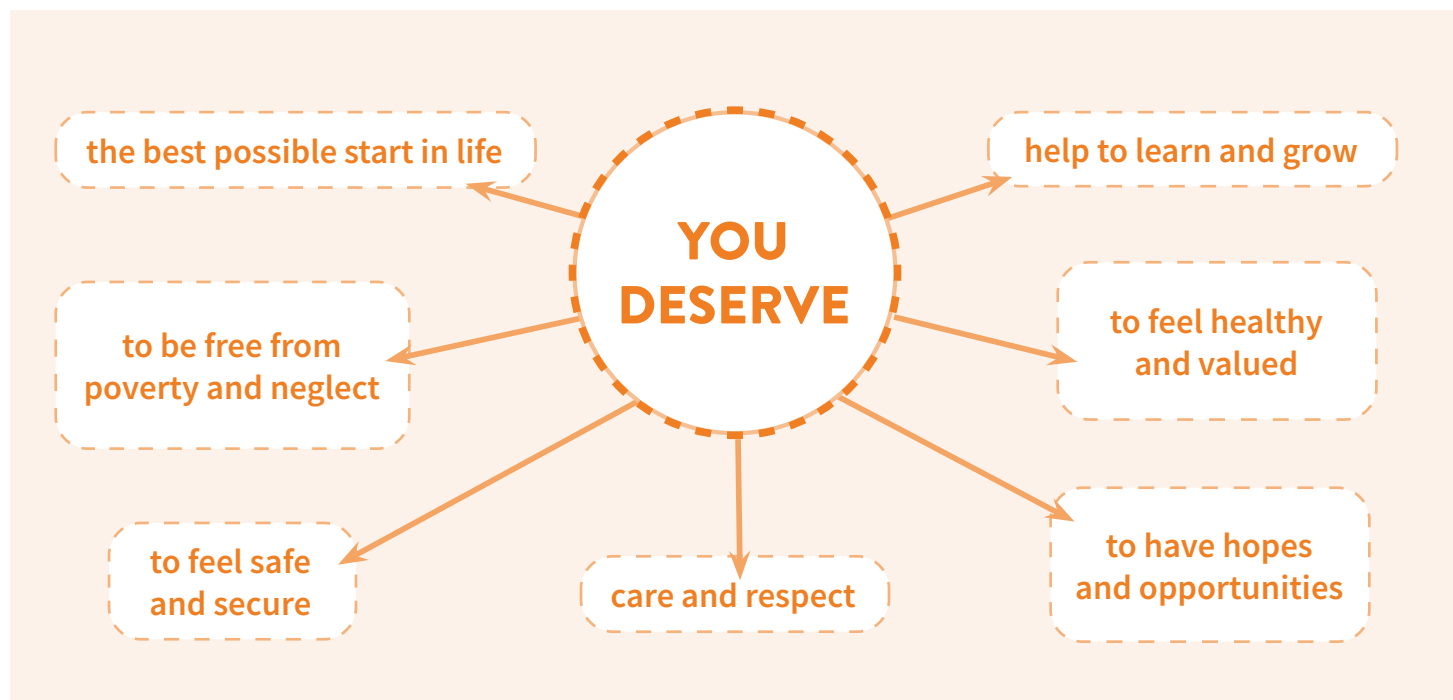 YOU
DESERVE
the best possible start in life
help to learn and grow
to be free from
poverty and neglect
to feel healthy
and valued
to feel safe
and secure
care and respect
to have hopes
and opportunities